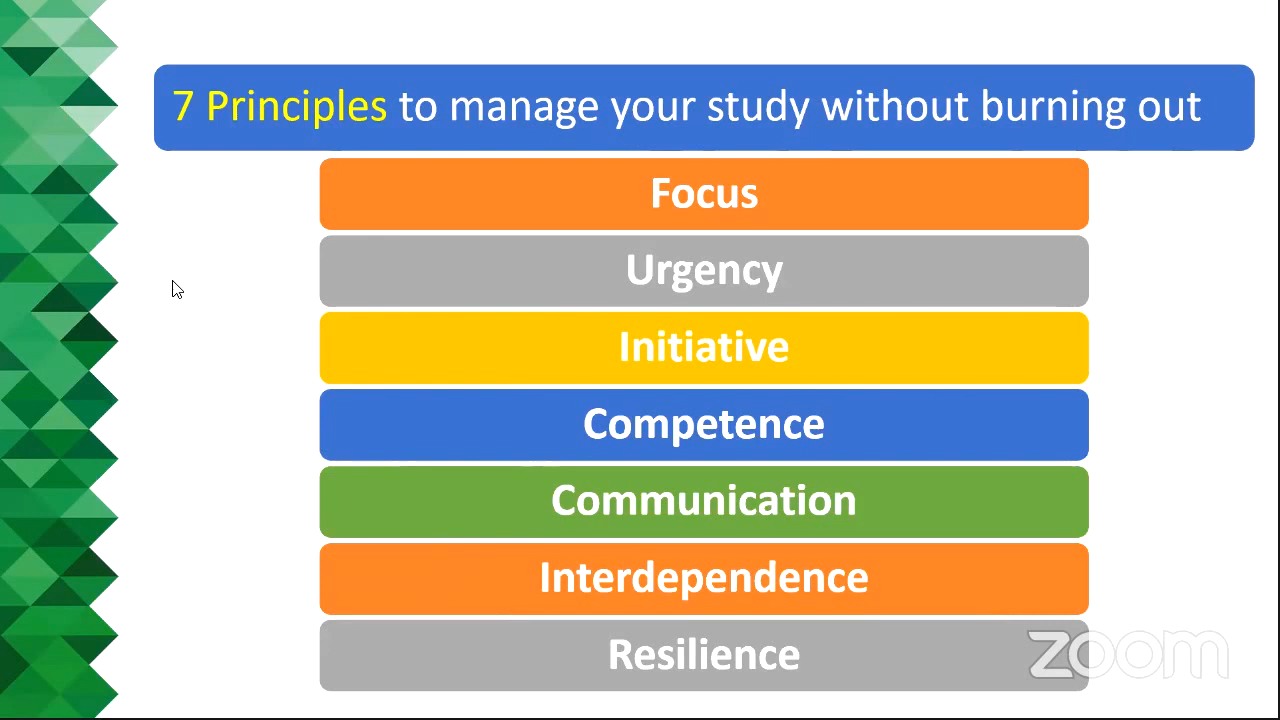 7 Principles to manage your study without burning out
Focus
Urgency
Initiative
Competence
Communication
Interdependence
Resilience
zoom